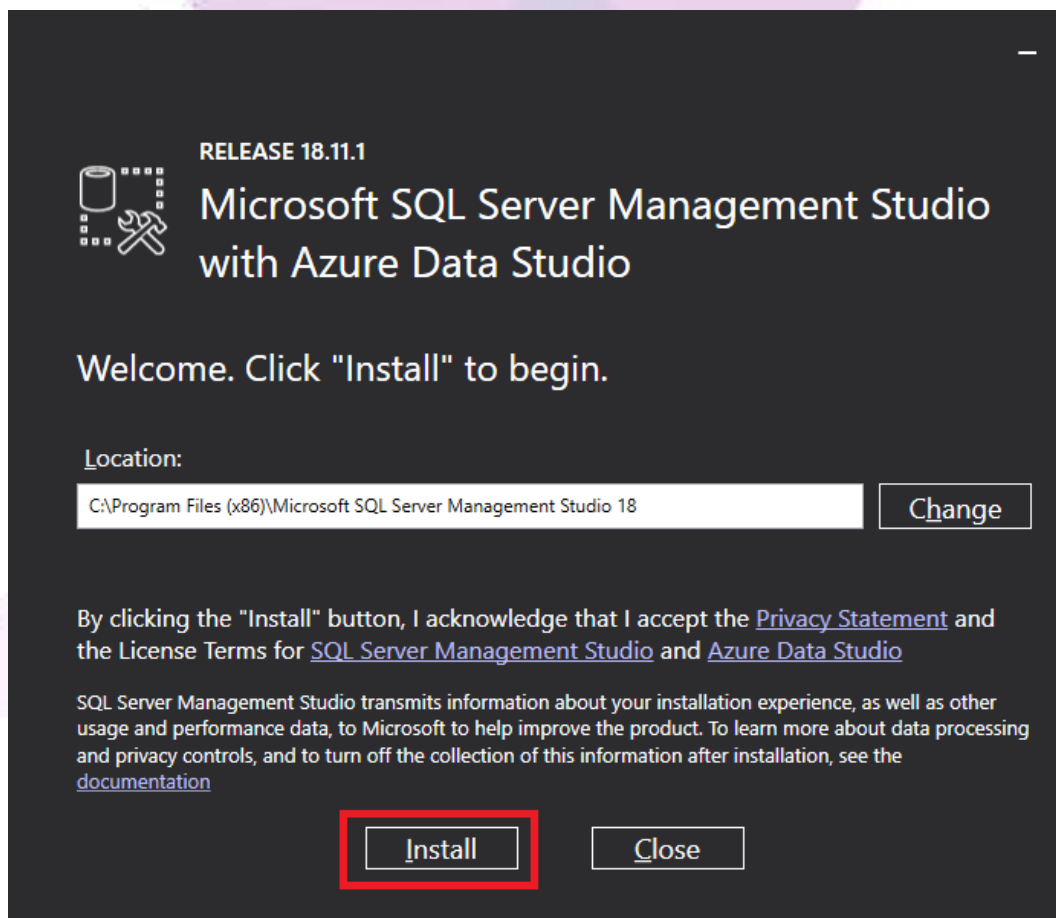 RELEASE 18.11.1
Microsoft SQL Server Management Studio
with Azure Data Studio
Welcome. Click "Install" to begin.
Location:
C:\Program Files (x86)\Microsoft SQL Server Management Studio 18
Change
By clicking the "Install" button, I acknowledge that I accept the Privacy Statement and
the License Terms for SQL Server Management Studio and Azure Data Studio
SQL Server Management Studio transmits information about your installation experience, as well as other
usage and performance data, to Microsoft to help improve the product. To learn more about data processing
and privacy controls, and to turn off the collection of this information after installation, see the
documentation
Install
Close